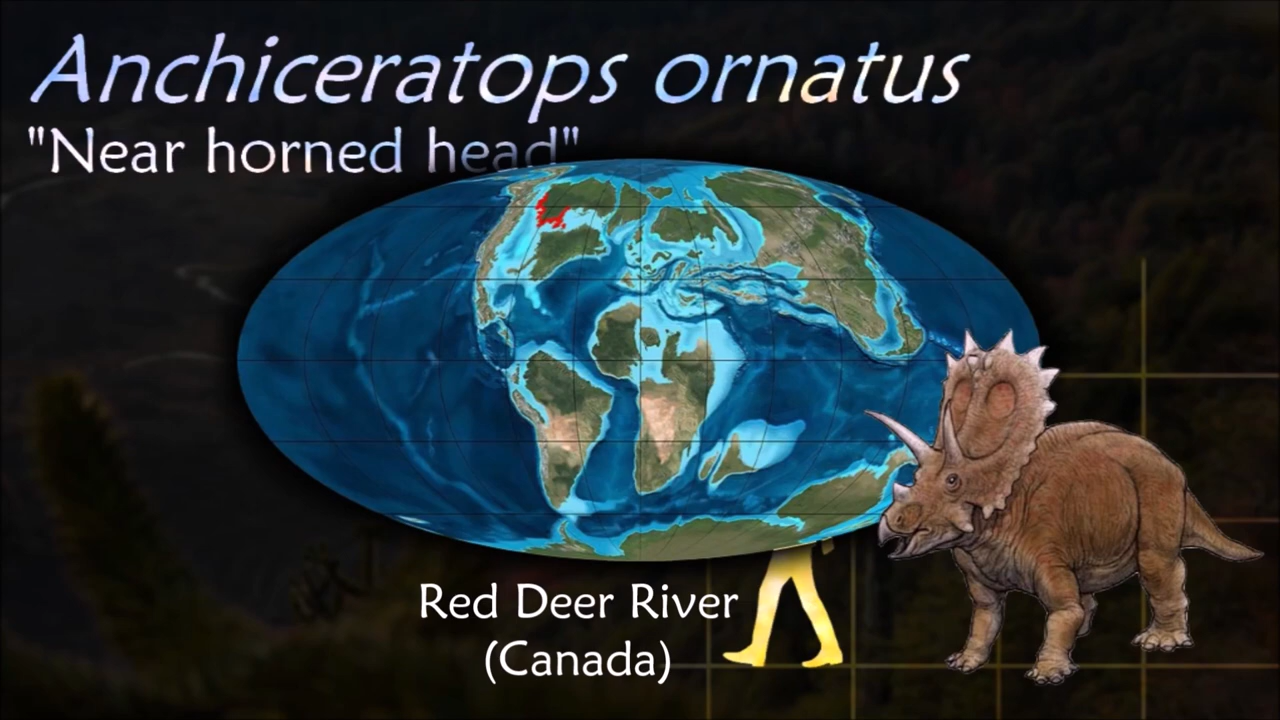 Anchiceratops ornatus
"Near horned head"
Red Deer River
(Canada)